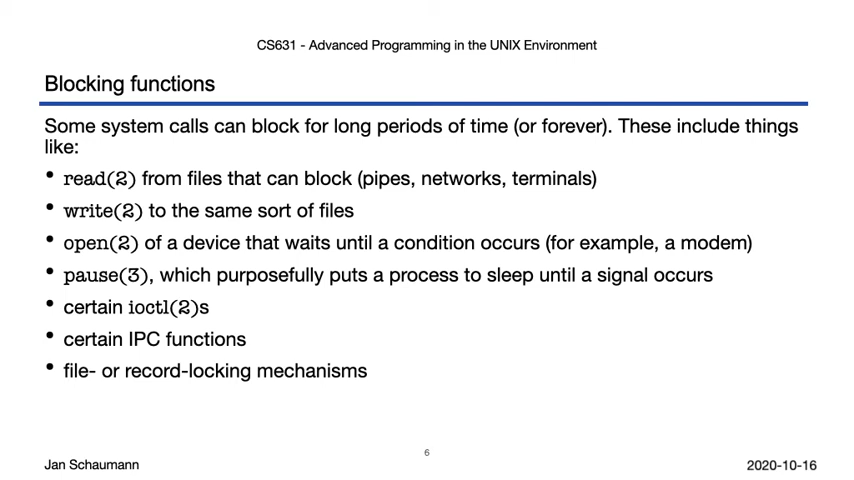 CS631 - Advanced Programming in the UNIX Environment
Blocking functions
Some system calls can block for long periods of time (or forever). These include things
like:
• read(2) from files that can block (pipes, networks, terminals)
• write(2) to the same sort of files
• open(2) of a device that waits until a condition occurs (for example, a modem)
• pause(3), which purposefully puts a process to sleep until a signal occurs
• certain ioctl(2)s
• certain IPC functions
• file- or record-locking mechanisms
6
Jan Schaumann
2020-10-16